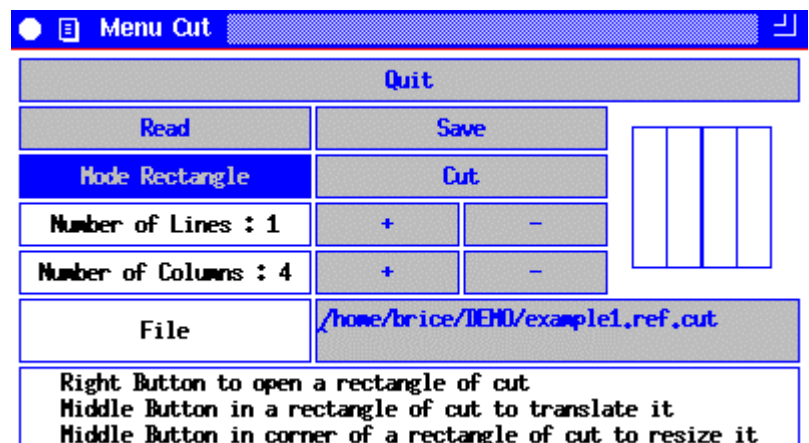 Menu Cut
Quit
Read Save
Mode Rectangle Cut
Number of Lines : 1 + -
Number of Columns : 4 + -
File /home/brice/DEMO/example1.ref.cut
Right Button to open a rectangle of cut
Middle Button in a rectangle of cut to translate it
Middle Button in corner of a rectangle of cut to resize it